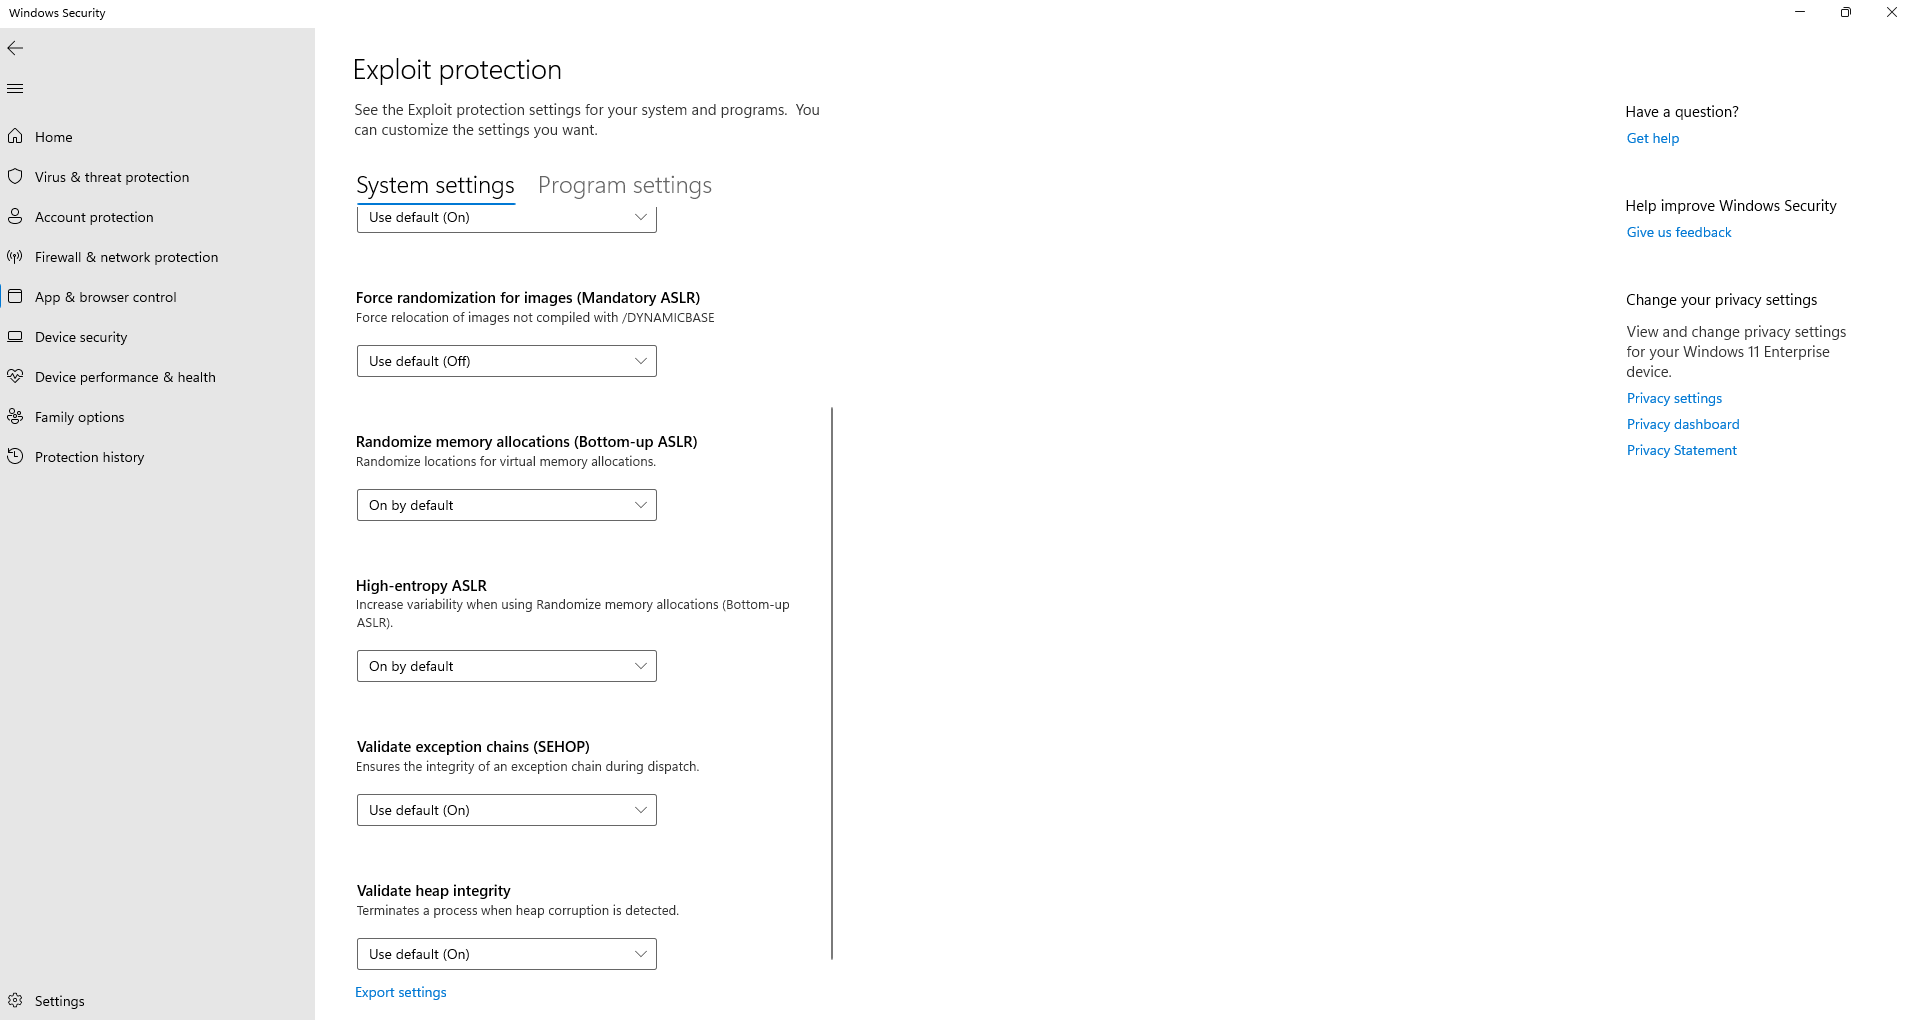 Windows Security
Home
Virus & threat protection
Account protection
Firewall & network protection
App & browser control
Device security
Device performance & health
Family options
Protection history
Settings
Exploit protection
See the Exploit protection settings for your system and programs.  You
can customize the settings you want.
System settings
Program settings
Use default (On)
Force randomization for images (Mandatory ASLR)
Force relocation of images not compiled with /DYNAMICBASE
Use default (Off)
Randomize memory allocations (Bottom-up ASLR)
Randomize locations for virtual memory allocations.
On by default
High-entropy ASLR
Increase variability when using Randomize memory allocations (Bottom-up
ASLR).
On by default
Validate exception chains (SEHOP)
Ensures the integrity of an exception chain during dispatch.
Use default (On)
Validate heap integrity
Terminates a process when heap corruption is detected.
Use default (On)
Export settings
Have a question?
Get help
Help improve Windows Security
Give us feedback
Change your privacy settings
View and change privacy settings
for your Windows 11 Enterprise
device.
Privacy settings
Privacy dashboard
Privacy Statement